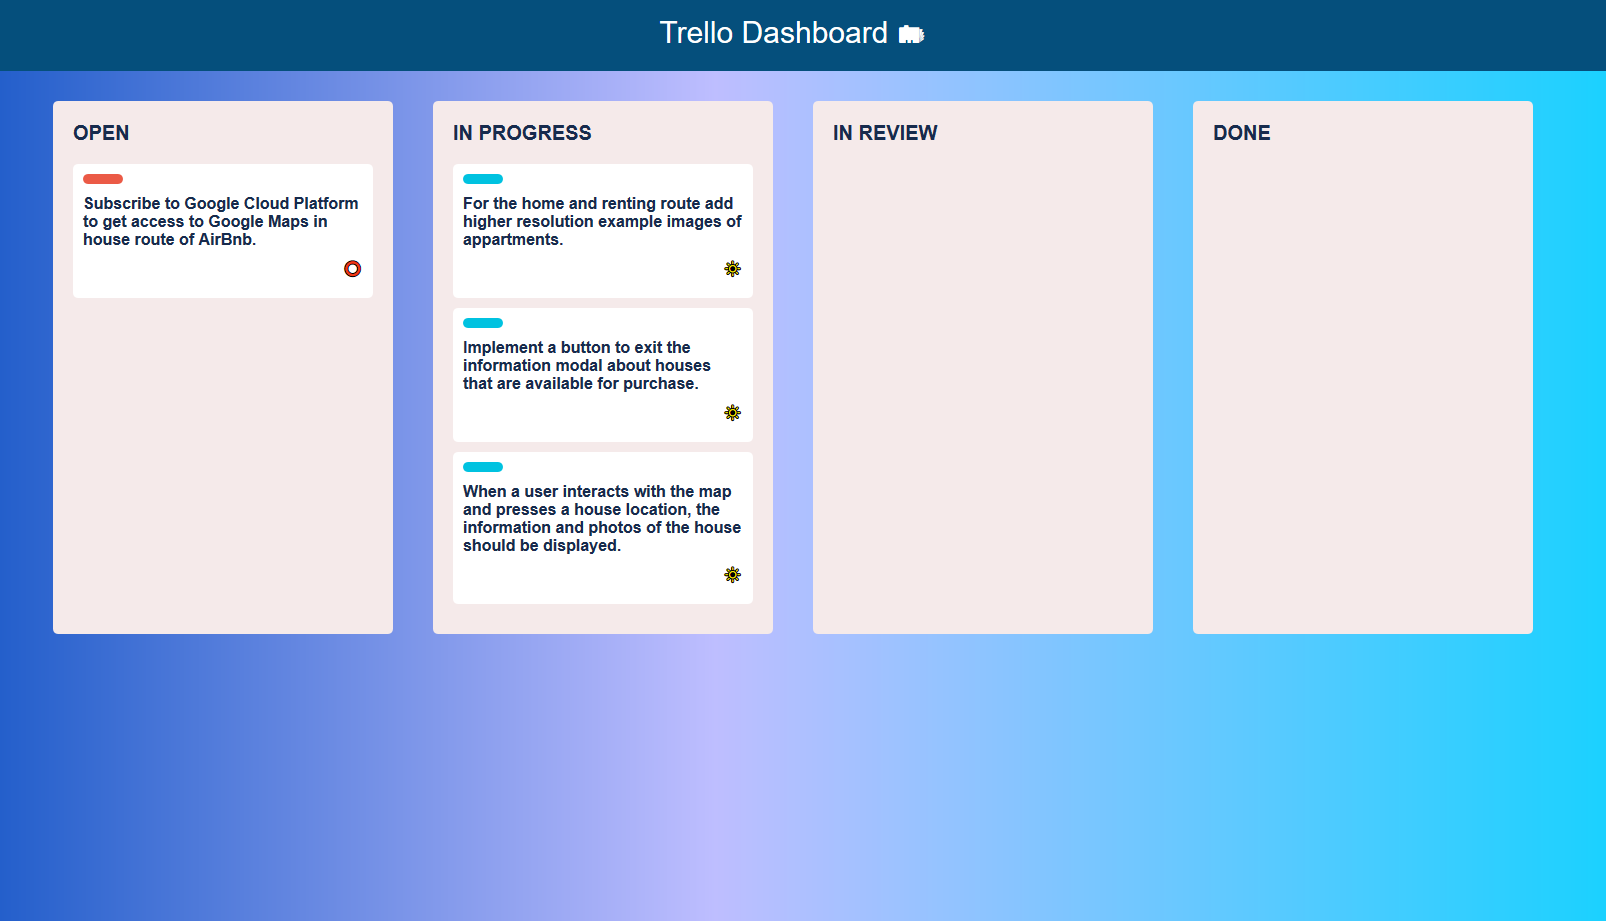 Trello Dashboard
OPEN
Subscribe to Google Cloud Platform
to get access to Google Maps in
house route of AirBnb.
IN PROGRESS
For the home and renting route add
higher resolution example images of
appartments.
Implement a button to exit the
information modal about houses
that are available for purchase.
When a user interacts with the map
and presses a house location, the
information and photos of the house
should be displayed.
IN REVIEW
DONE